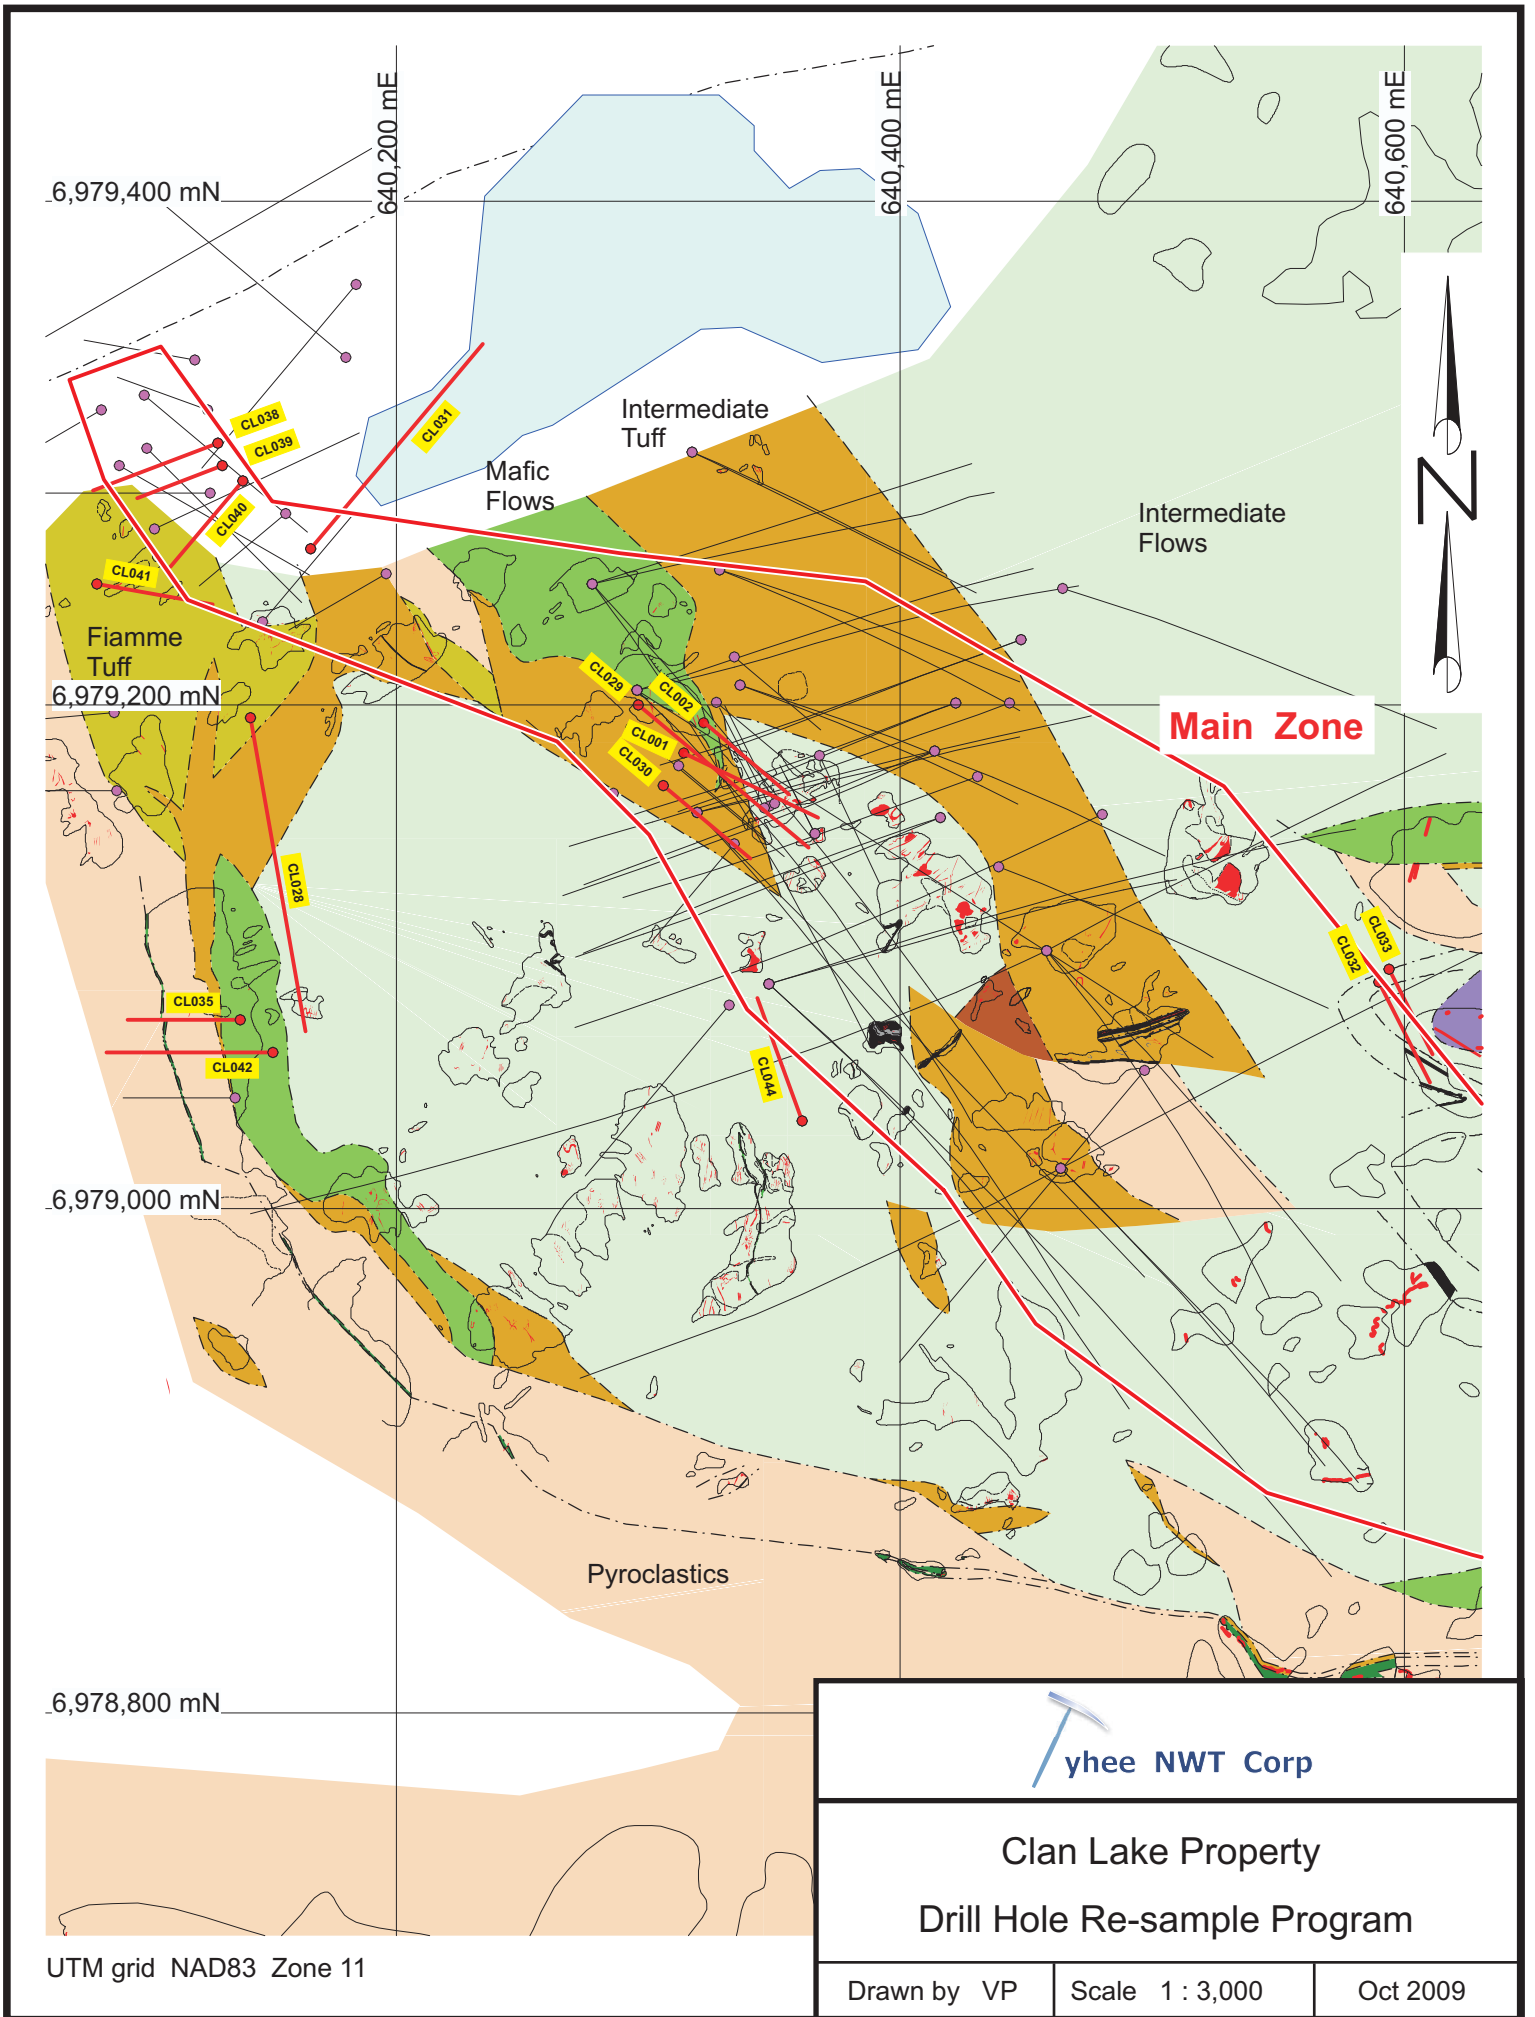 640,200 mE
640,400 mE
640,600 mE
6,979,400 mN
Intermediate
Tuff
CL038
CL039
CL031
Mafic
Flows
CL040
Intermediate
Flows
N
CL041
Fiamme
Tuff
6,979,200 mN
CL029
CL002
CL001
CL030
Main Zone
CL028
CL033
CL032
CL035
CL042
CL044
6,979,000 mN
Pyroclastics
6,978,800 mN
yhee NWT Corp
Clan Lake Property
Drill Hole Re-sample Program
UTM grid NAD83 Zone 11
Drawn by VP
Scale 1 : 3,000
Oct 2009